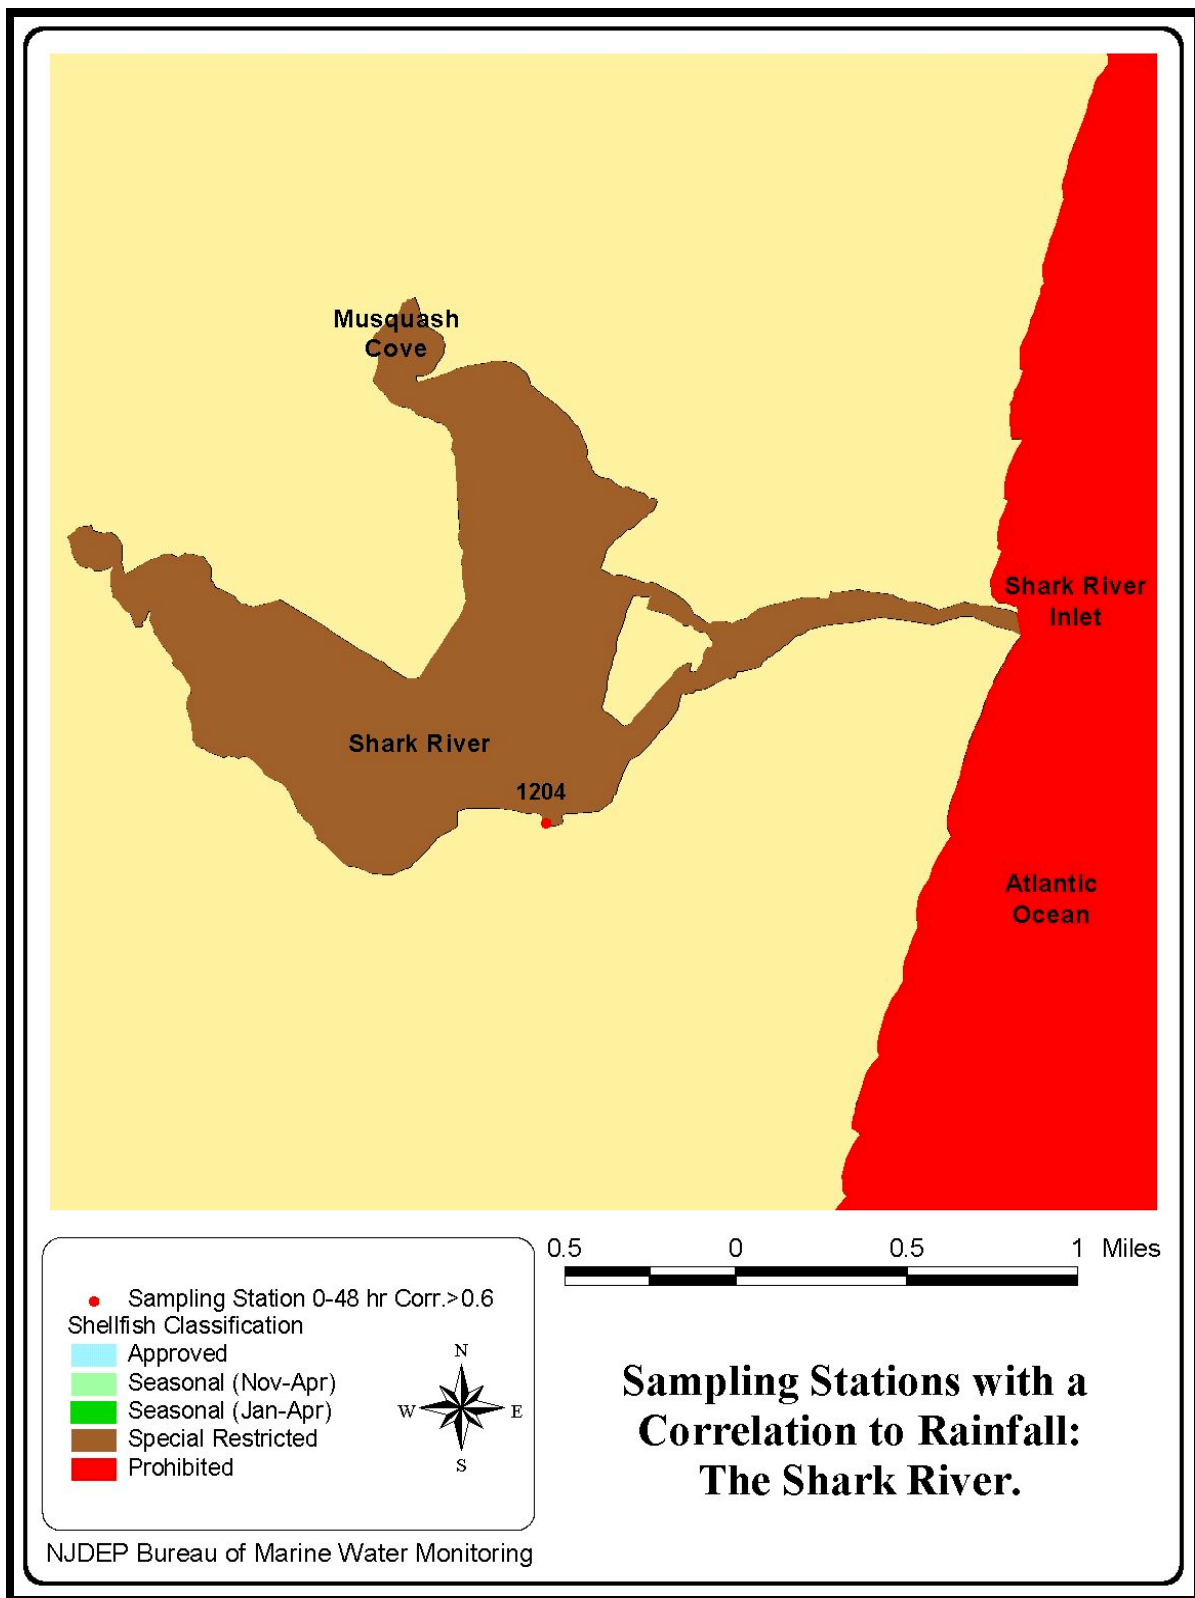 Musquash
Cove
Shark River
Inlet
Shark River
1204
Atlantic
Ocean
0.5 0 0.5 1 Miles
Sampling Station 0-48 hr Corr.>0.6
Shellfish Classification
Approved
Seasonal (Nov-Apr)
Seasonal (Jan-Apr)
Special Restricted
Prohibited
N
W E
S
Sampling Stations with a
Correlation to Rainfall:
The Shark River.
NJDEP Bureau of Marine Water Monitoring